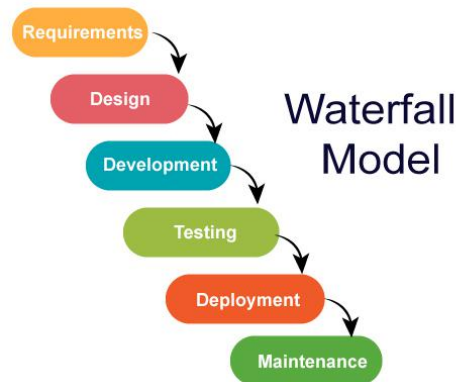 Requirements
Design
Waterfall
Model
Development
Testing
Deployment
Maintenance